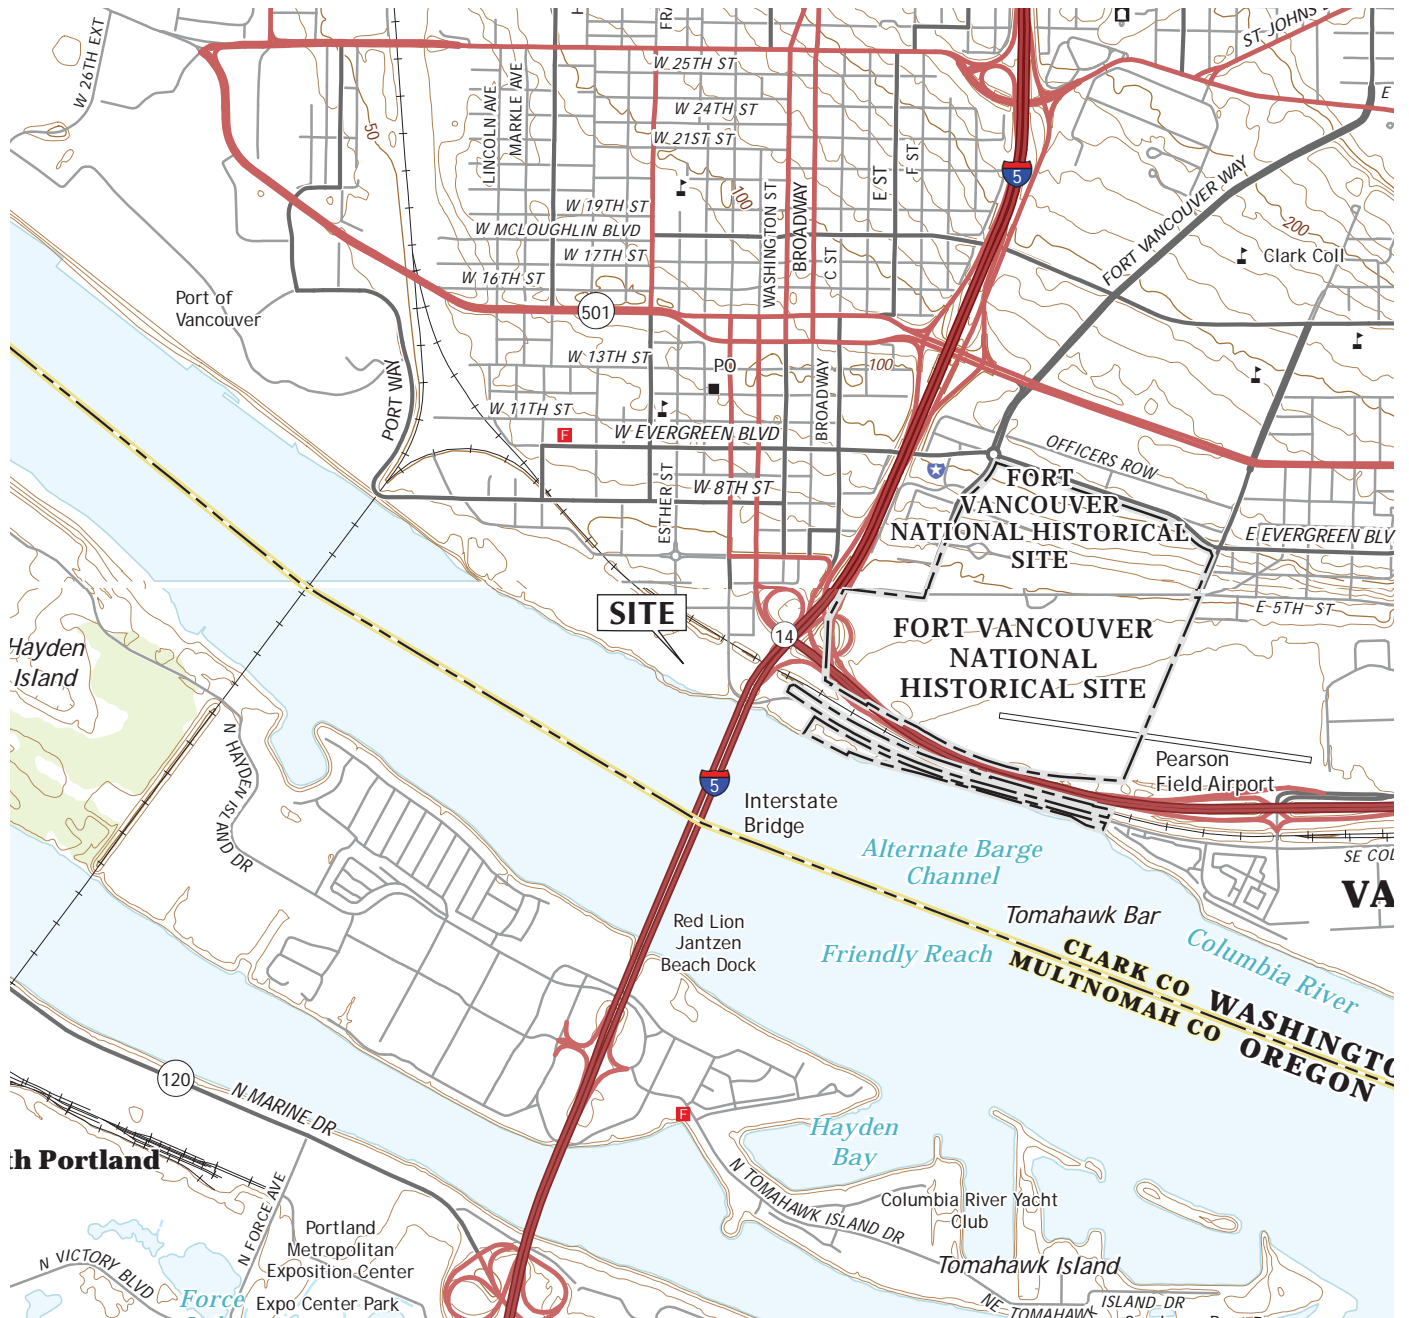 W 26TH EXT
ST JOHNS
W 25TH ST
LINCOLN AVE
MARKLE AVE
W 24TH ST
W 21ST ST
E
50
5
F ST
E ST
100
WASHINGTON ST
BROADWAY
C ST
W 19TH ST
W MCLOUGHLIN BLVD
W 17TH ST
W 16TH ST
FORT VANCOUVER WAY
200
Clark Coll
Port of
Vancouver
501
W 13TH ST
PO
100
BROADWAY
PORT WAY
W 11TH ST
F
W EVERGREEN BLVD
OFFICERS ROW
W 8TH ST
ESTHER ST
FORT
VANCOUVER
NATIONAL HISTORICAL
SITE
E EVERGREEN BLV
E 5TH ST
SITE
14
FORT VANCOUVER
NATIONAL
HISTORICAL SITE
Hayden
Island
N HAYDEN ISLAND DR
Pearson
Field Airport
5
Interstate
Bridge
Alternate Barge
Channel
SE COL
VA
Tomahawk Bar
Red Lion
Jantzen
Beach Dock
Friendly Reach
Columbia River
CLARK CO
WASHINGTO
MULTNOMAH CO
OREGON
120
N MARINE DR
F
Hayden
Bay
th Portland
N TOMAHAWK ISLAND DR
Columbia River Yacht
Club
N FORCE AVE
Portland
Metropolitan
Exposition Center
N VICTORY BLVD
Tomahawk Island
Force
Expo Center Park
NE TOMAHAWK ISLAND DR